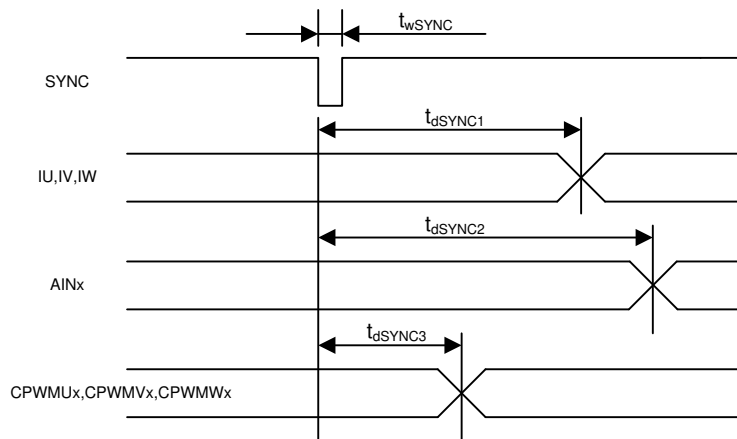 twSYNC
SYNC
tdSYNC1
IU,IV,IW
tdSYNC2
AINx
tdSYNC3
CPWMUx,CPWMVx,CPWMWx